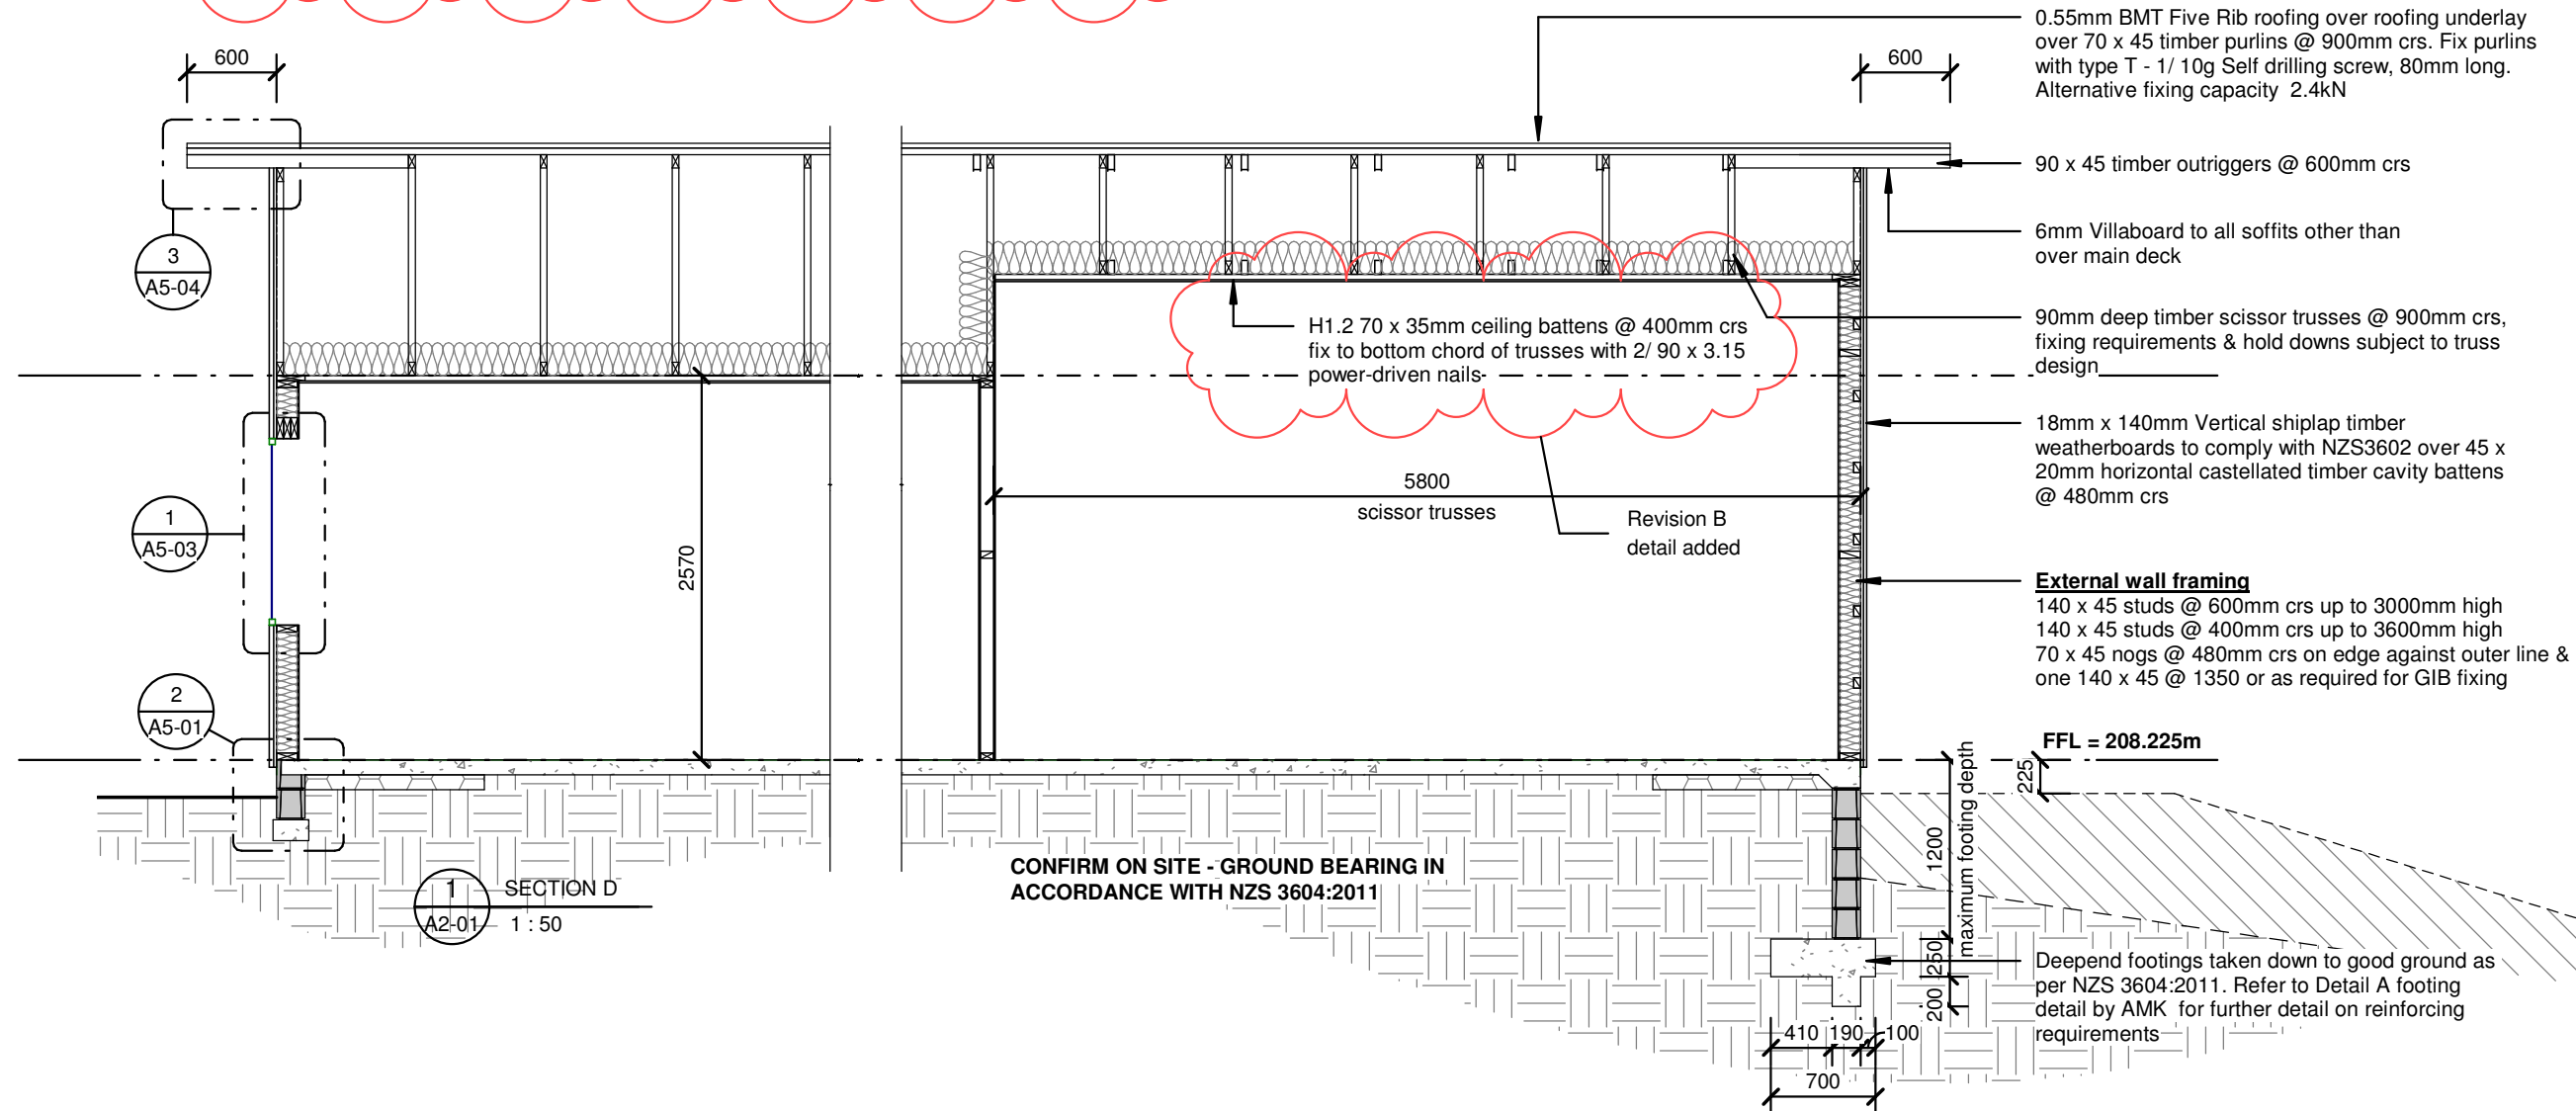 600
600
0.55mm BMT Five Rib roofing over roofing underlay
over 70 x 45 timber purlins @ 900mm crs. Fix purlins
with type T - 1/ 10g Self drilling screw, 80mm long.
Alternative fixing capacity  2.4kN
90 x 45 timber outriggers @ 600mm crs
6mm Villaboard to all soffits other than
over main deck
3
A5-04
H1.2 70 x 35mm ceiling battens @ 400mm crs
fix to bottom chord of trusses with 2/ 90 x 3.15
power-driven nails
90mm deep timber scissor trusses @ 900mm crs,
fixing requirements & hold downs subject to truss
design
18mm x 140mm Vertical shiplap timber
weatherboards to comply with NZS3602 over 45 x
20mm horizontal castellated timber cavity battens
@ 480mm crs
5800
scissor trusses
Revision B
detail added
1
A5-03
2570
External wall framing
140 x 45 studs @ 600mm crs up to 3000mm high
140 x 45 studs @ 400mm crs up to 3600mm high
70 x 45 nogs @ 480mm crs on edge against outer line &
one 140 x 45 @ 1350 or as required for GIB fixing
2
A5-01
FFL = 208.225m
225
1200
maximum footing depth
250
200
CONFIRM ON SITE - GROUND BEARING IN
ACCORDANCE WITH NZS 3604:2011
1
A2-01
SECTION D
1 : 50
Deepend footings taken down to good ground as
per NZS 3604:2011. Refer to Detail A footing
detail by AMK  for further detail on reinforcing
requirements
410 190 100
700